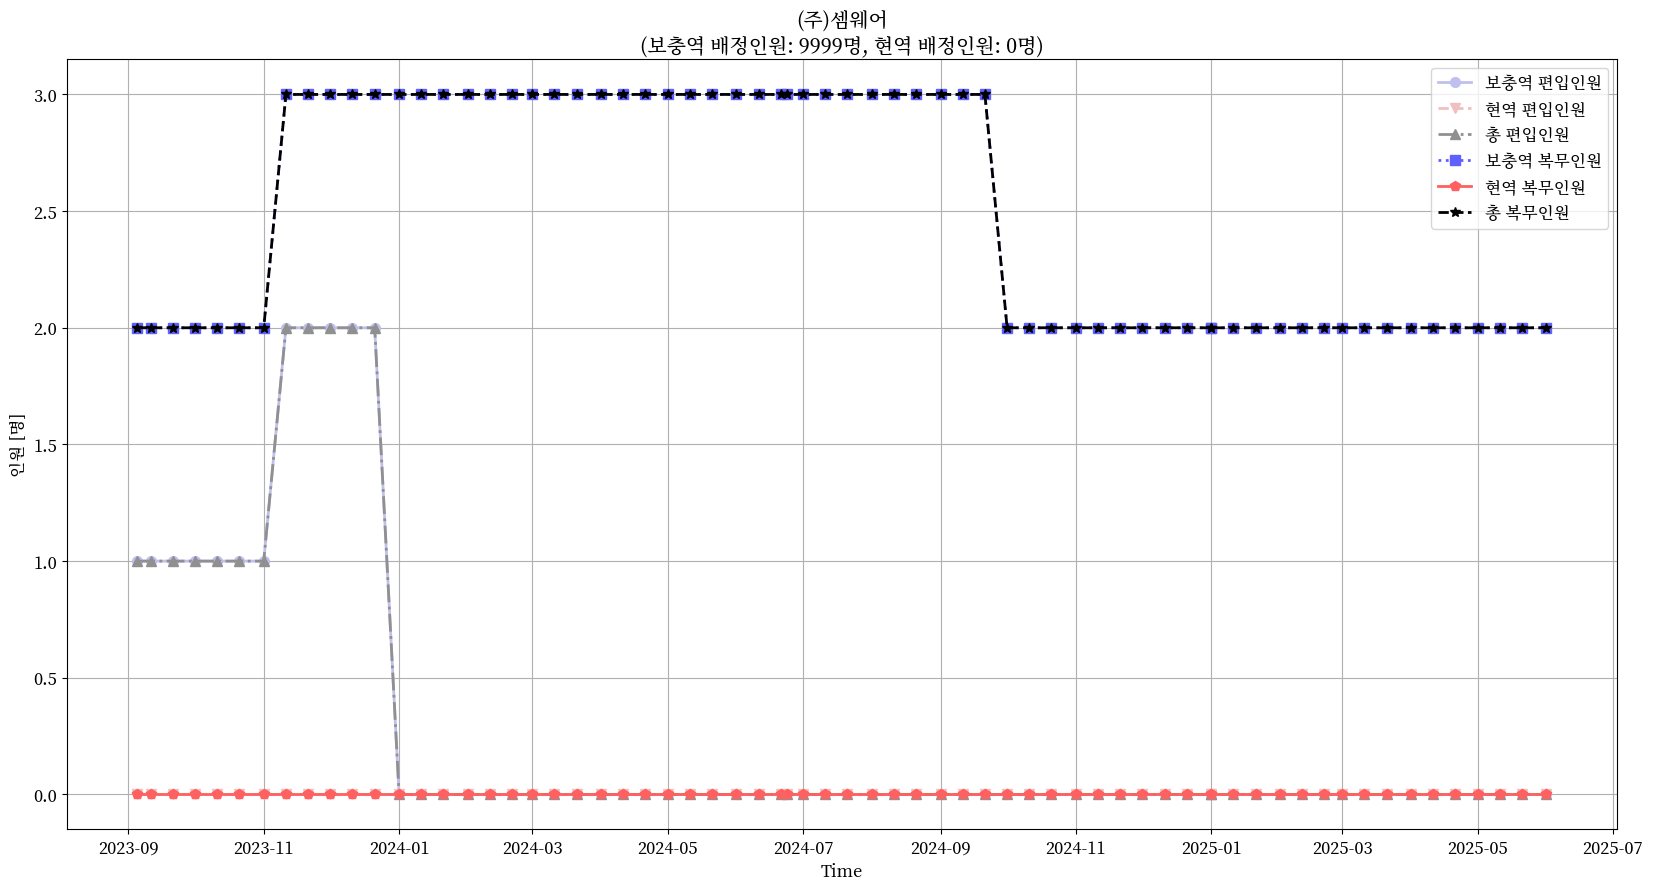 (주)셈웨어
(보충역 배정인원: 9999명, 현역 배정인원: 0명)
보충역 편입인원
현역 편입인원
총 편입인원
보충역 복무인원
현역 복무인원
총 복무인원
인원 [명]
3.0
2.5
2.0
1.5
1.0
0.5
0.0
2023-09 2023-11 2024-01 2024-03 2024-05 2024-07 2024-09 2024-11 2025-01 2025-03 2025-05 2025-07
Time